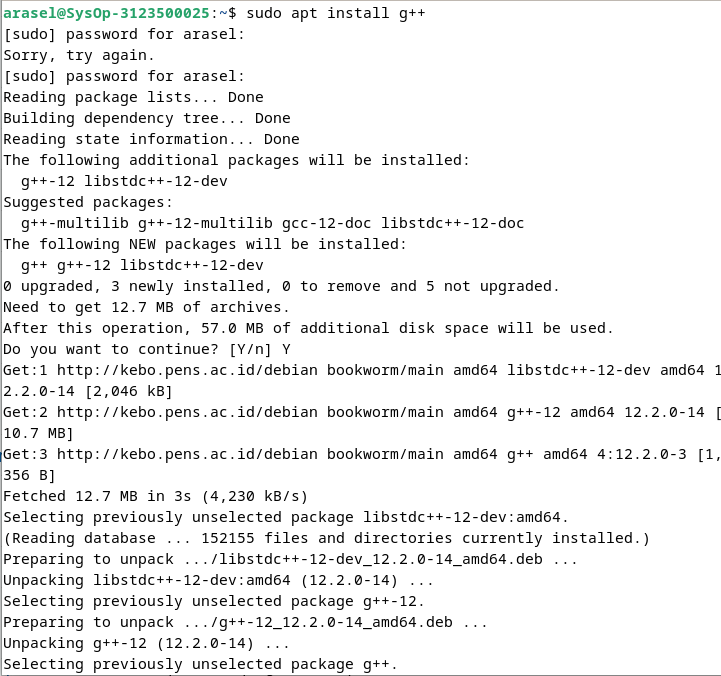 arasel@SysOp-3123500025:~$ sudo apt install g++
[sudo] password for arasel:
Sorry, try again.
[sudo] password for arasel:
Reading package lists... Done
Building dependency tree... Done
Reading state information... Done
The following additional packages will be installed:
  g++-12 libstdc++-12-dev
Suggested packages:
  g++-multilib g++-12-multilib gcc-12-doc libstdc++-12-doc
The following NEW packages will be installed:
  g++ g++-12 libstdc++-12-dev
0 upgraded, 3 newly installed, 0 to remove and 5 not upgraded.
Need to get 12.7 MB of archives.
After this operation, 57.0 MB of additional disk space will be used.
Do you want to continue? [Y/n] Y
Get:1 http://kebo.pens.ac.id/debian bookworm/main amd64 libstdc++-12-dev amd64 1
2.2.0-14 [2,046 kB]
Get:2 http://kebo.pens.ac.id/debian bookworm/main amd64 g++-12 amd64 12.2.0-14 [
10.7 MB]
Get:3 http://kebo.pens.ac.id/debian bookworm/main amd64 g++ amd64 4:12.2.0-3 [1,
356 B]
Fetched 12.7 MB in 3s (4,230 kB/s)
Selecting previously unselected package libstdc++-12-dev:amd64.
(Reading database ... 152155 files and directories currently installed.)
Preparing to unpack .../libstdc++-12-dev_12.2.0-14_amd64.deb ...
Unpacking libstdc++-12-dev:amd64 (12.2.0-14) ...
Selecting previously unselected package g++-12.
Preparing to unpack .../g++-12_12.2.0-14_amd64.deb ...
Unpacking g++-12 (12.2.0-14) ...
Selecting previously unselected package g++.